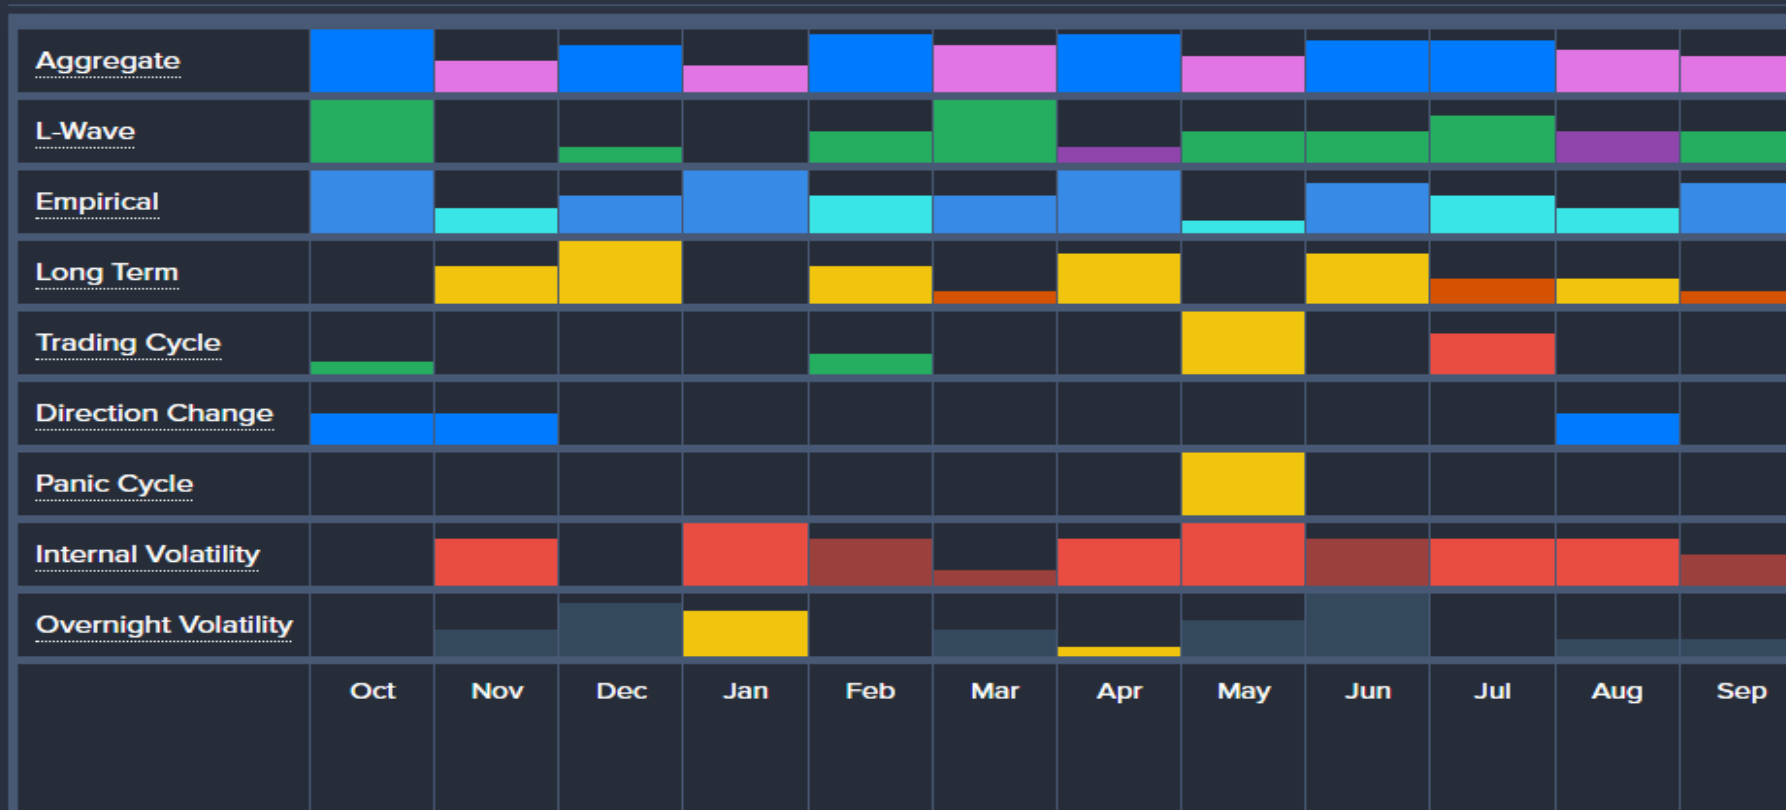 Aggregate
L-Wave
Empirical
Long Term
Trading Cycle
Direction Change
Panic Cycle
Internal Volatility
Overnight Volatility
Oct Nov Dec Jan Feb Mar Apr May Jun Jul Aug Sep